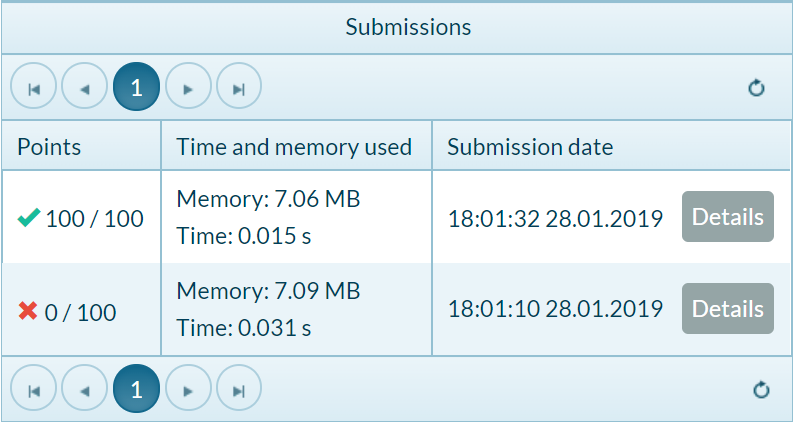 Submissions
1
Points Time and memory used Submission date
100 / 100 Memory: 7.06 MB
Time: 0.015 s 18:01:32 28.01.2019 Details
0 / 100 Memory: 7.09 MB
Time: 0.031 s 18:01:10 28.01.2019 Details
1